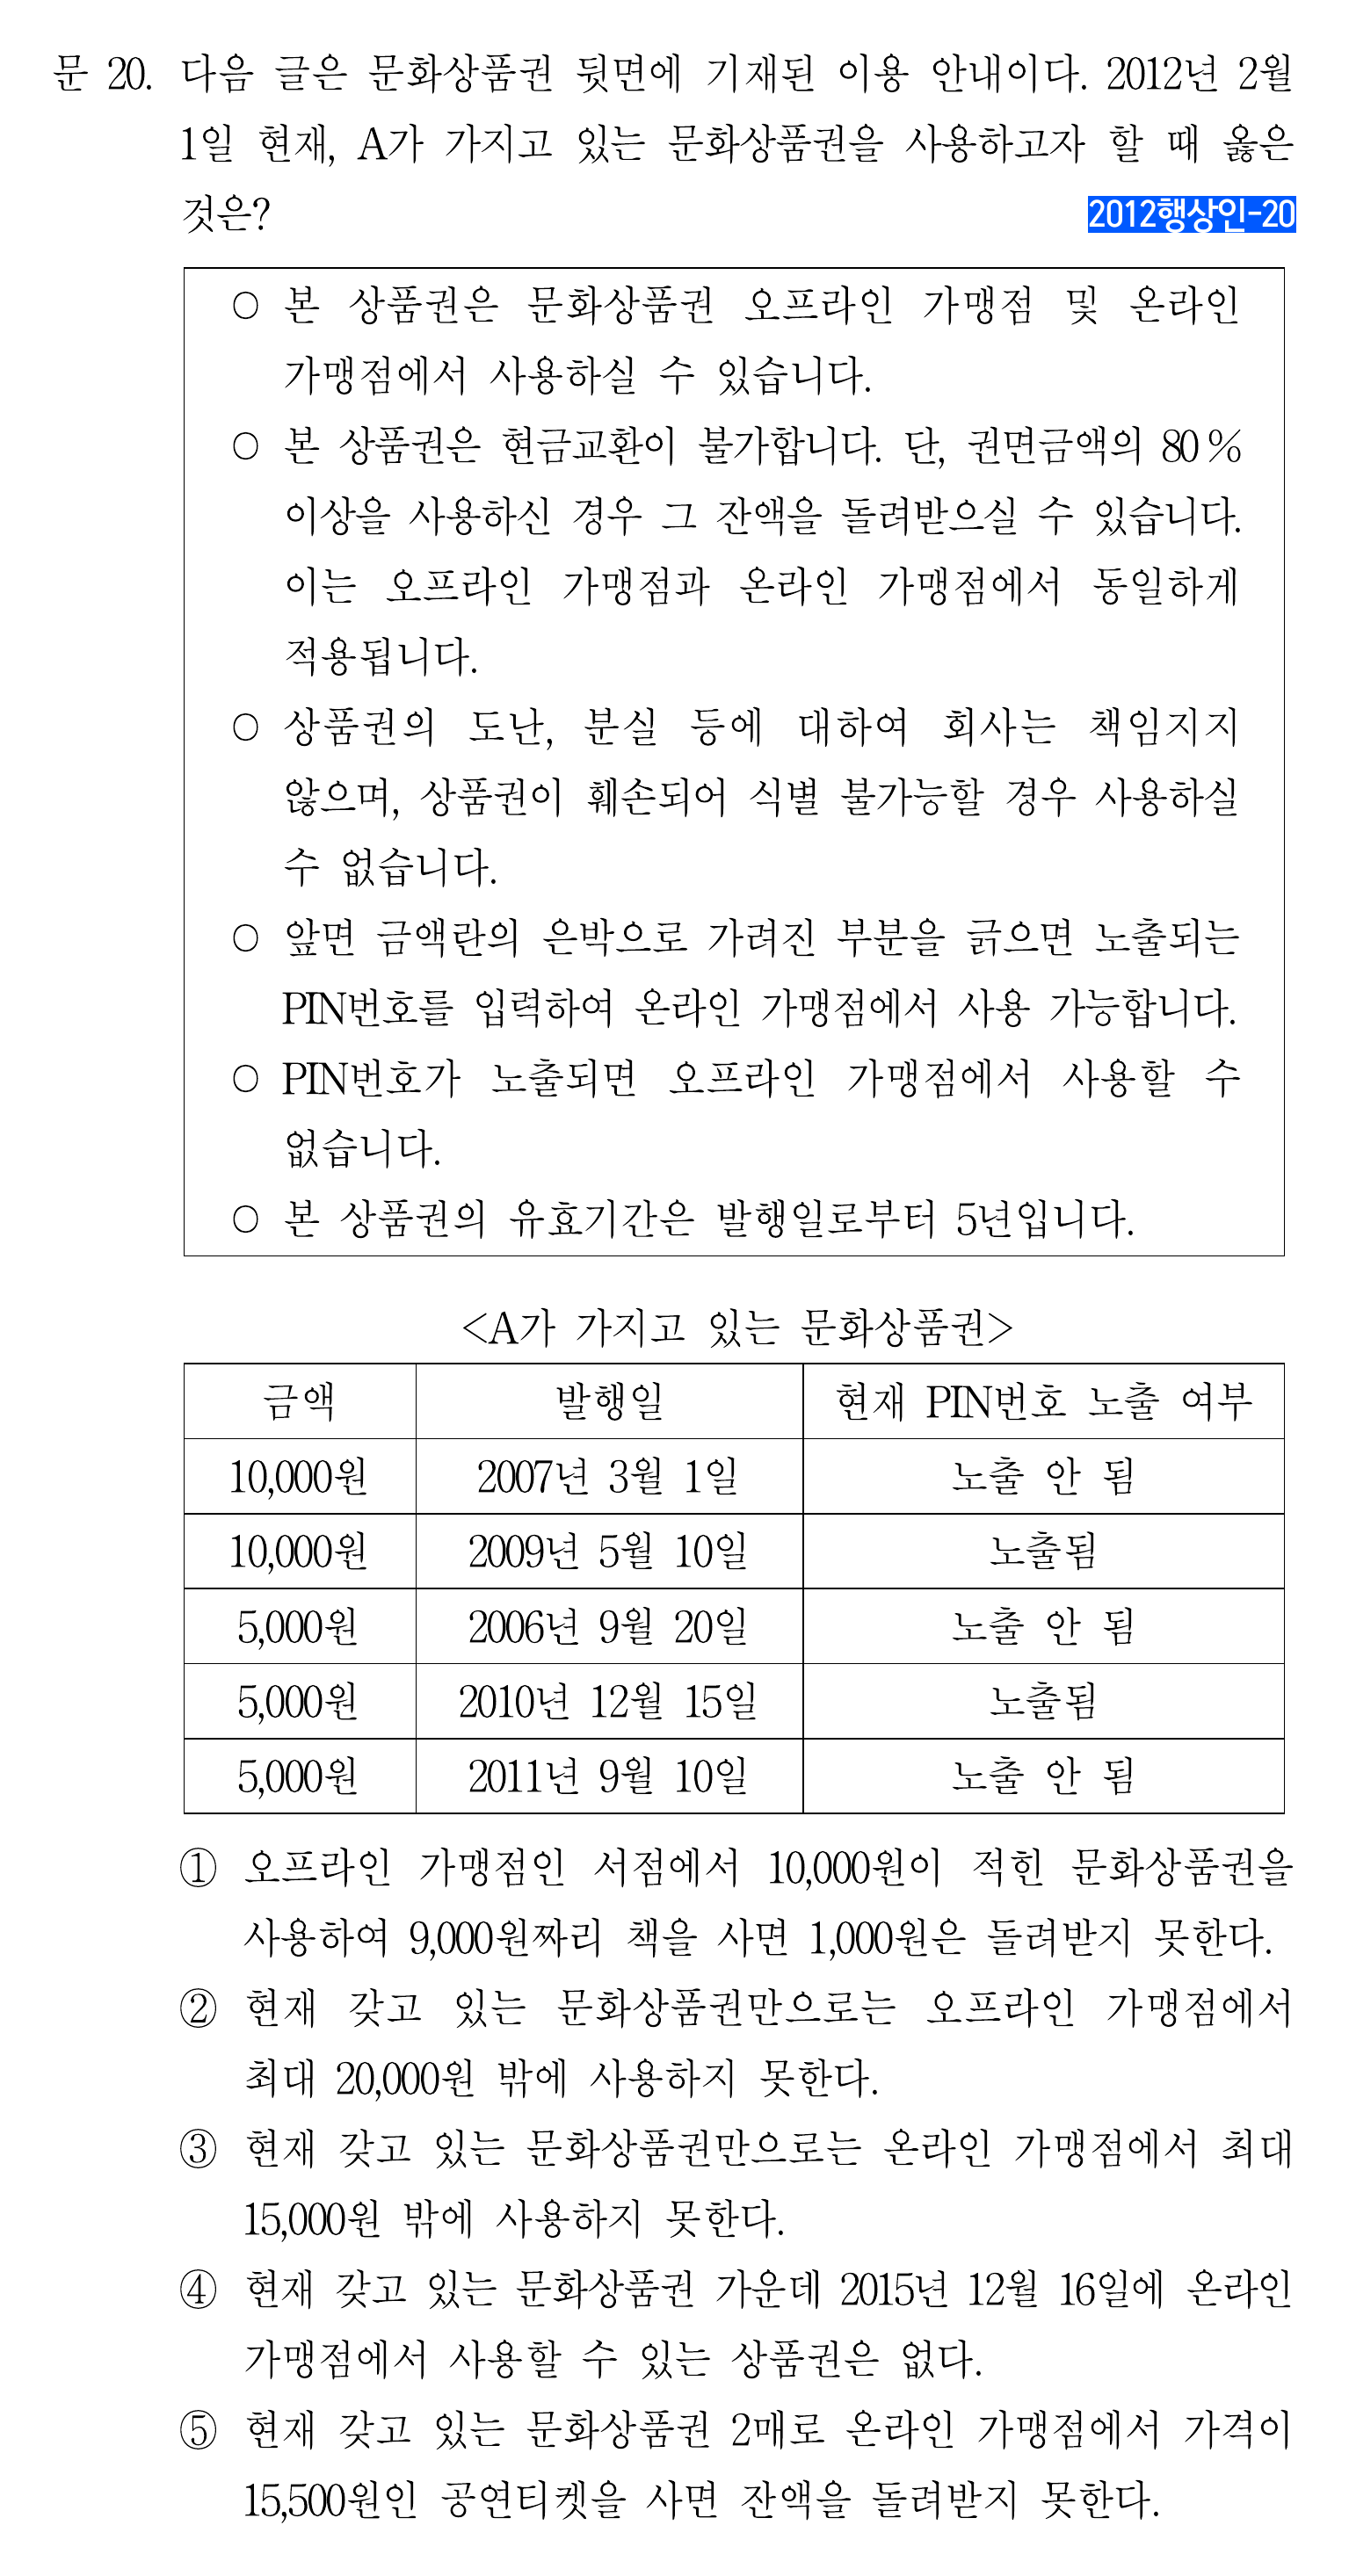 문 20. 다음 글은 문화상품권 뒷면에 기재된 이용 안내이다. 2012년 2월
1일 현재, A가 가지고 있는 문화상품권을 사용하고자 할 때 옳은
것은?
2012행상인-20
○ 본 상품권은 문화상품권 오프라인 가맹점 및 온라인
가맹점에서 사용하실 수 있습니다.
○ 본 상품권은 현금교환이 불가합니다. 단, 권면금액의 80%
이상을 사용하신 경우 그 잔액을 돌려받으실 수 있습니다.
이는 오프라인 가맹점과 온라인 가맹점에서 동일하게
적용됩니다.
○ 상품권의 도난, 분실 등에 대하여 회사는 책임지지
않으며, 상품권이 훼손되어 식별 불가능할 경우 사용하실
수 없습니다.
○ 앞면 금액란의 은박으로 가려진 부분을 긁으면 노출되는
PIN번호를 입력하여 온라인 가맹점에서 사용 가능합니다.
○ PIN번호가 노출되면 오프라인 가맹점에서 사용할 수
없습니다.
○ 본 상품권의 유효기간은 발행일로부터 5년입니다.
<A가 가지고 있는 문화상품권>
금액 발행일 현재 PIN번호 노출 여부
10,000원 2007년 3월 1일 노출 안 됨
10,000원 2009년 5월 10일 노출됨
5,000원 2006년 9월 20일 노출 안 됨
5,000원 2010년 12월 15일 노출됨
5,000원 2011년 9월 10일 노출 안 됨
① 오프라인 가맹점인 서점에서 10,000원이 적힌 문화상품권을
사용하여 9,000원짜리 책을 사면 1,000원은 돌려받지 못한다.
② 현재 갖고 있는 문화상품권만으로는 오프라인 가맹점에서
최대 20,000원 밖에 사용하지 못한다.
③ 현재 갖고 있는 문화상품권만으로는 온라인 가맹점에서 최대
15,000원 밖에 사용하지 못한다.
④ 현재 갖고 있는 문화상품권 가운데 2015년 12월 16일에 온라인
가맹점에서 사용할 수 있는 상품권은 없다.
⑤ 현재 갖고 있는 문화상품권 2매로 온라인 가맹점에서 가격이
15,500원인 공연티켓을 사면 잔액을 돌려받지 못한다.